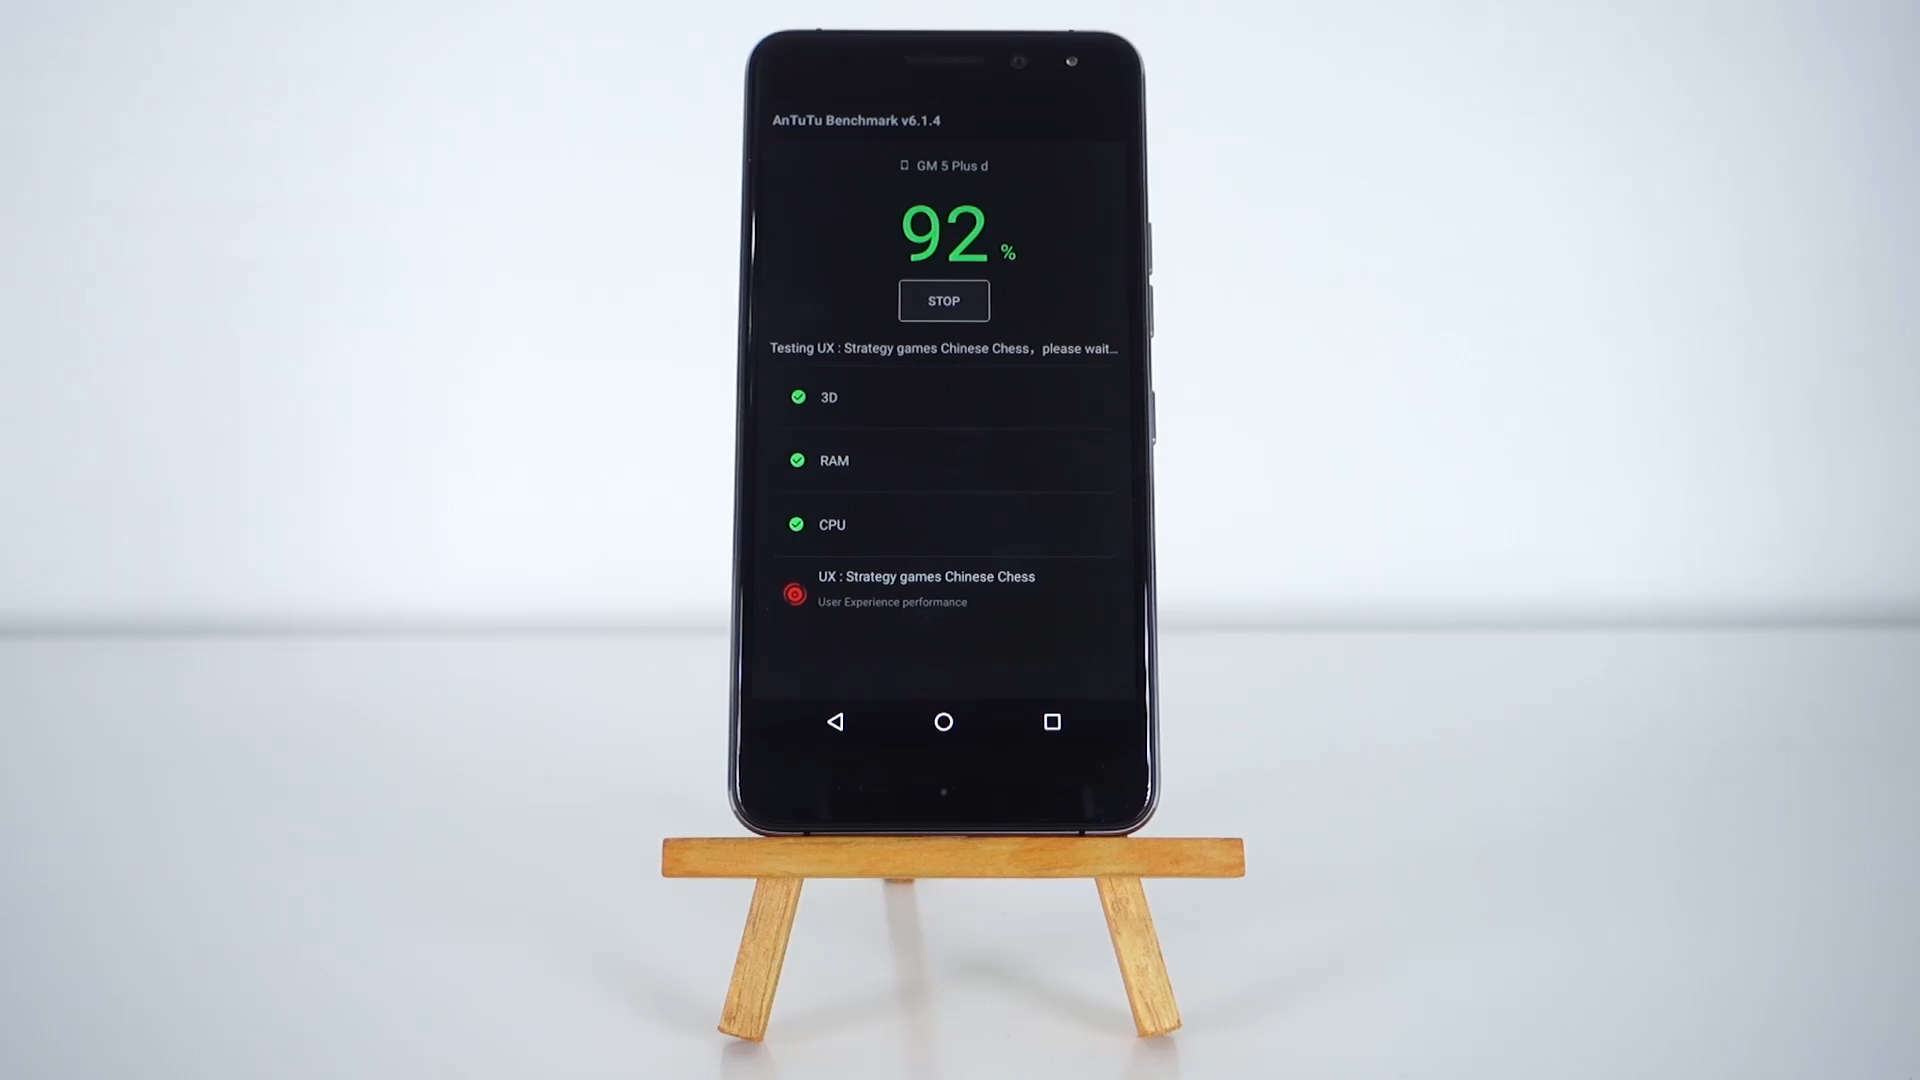 AnTuTu Benchmark v6.1.4
GM 5 Plus d
92 %
STOP
Testing UX : Strategy games Chinese Chess，please wait...
3D
RAM
CPU
UX : Strategy games Chinese Chess
User Experience performance